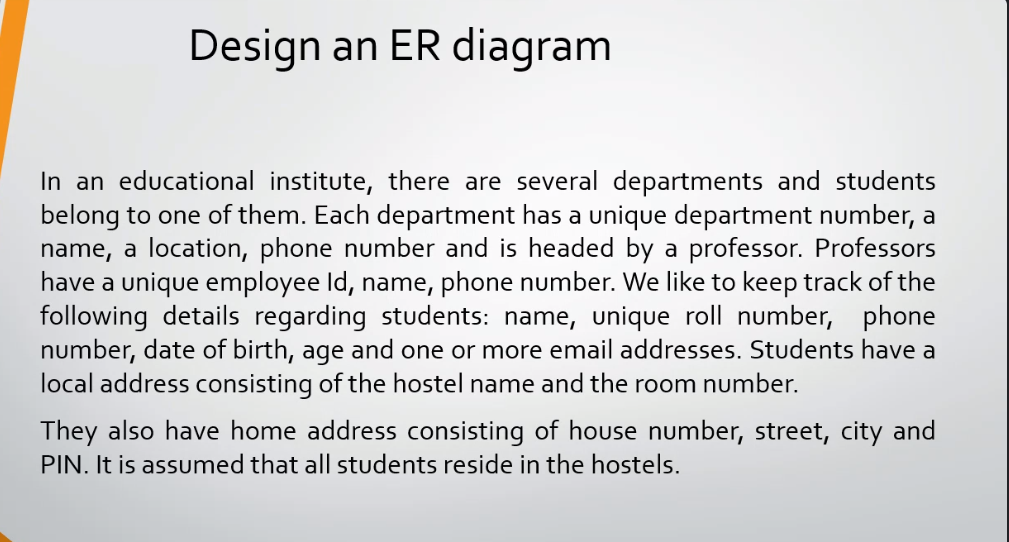 Design an ER diagram
In an educational institute, there are several departments and students
belong to one of them. Each department has a unique department number, a
name, a location, phone number and is headed by a professor. Professors
have a unique employee Id, name, phone number. We like to keep track of the
following details regarding students: name, unique roll number, phone
number, date of birth, age and one or more email addresses. Students have a
local address consisting of the hostel name and the room number.
They also have home address consisting of house number, street, city and
PIN. It is assumed that all students reside in the hostels.